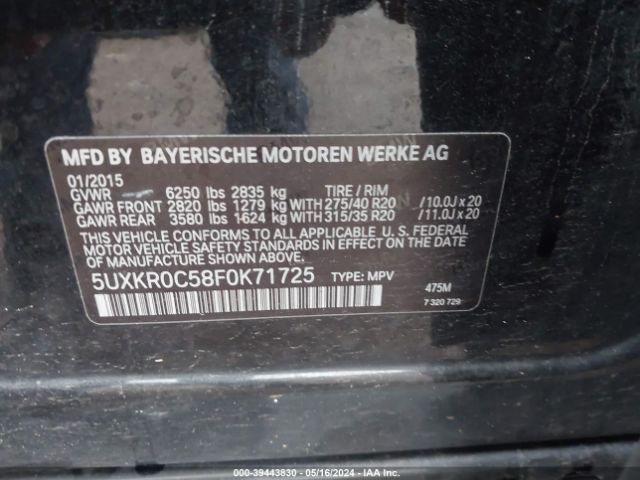 MFD BY BAYERISCHE MOTOREN WERKE AG
01/2015
GVWR 6250 lbs 2835 kg TIRE / RIM
GAWR FRONT 2820 lbs 1279 kg WITH 275/40 R20 /10.0J x 20
GAWR REAR 3580 lbs 1624 kg WITH 315/35 R20 /11.0J x 20
THIS VEHICLE CONFORMS TO ALL APPLICABLE U. S. FEDERAL
MOTOR VEHICLE SAFETY STANDARDS IN EFFECT ON THE DATE
OF MANUFACTURE SHOWN ABOVE.
5UXKR0C58F0K71725 TYPE: MPV 475M
7 320 729
000-39443830 - 05/16/2024 - IAA Inc.